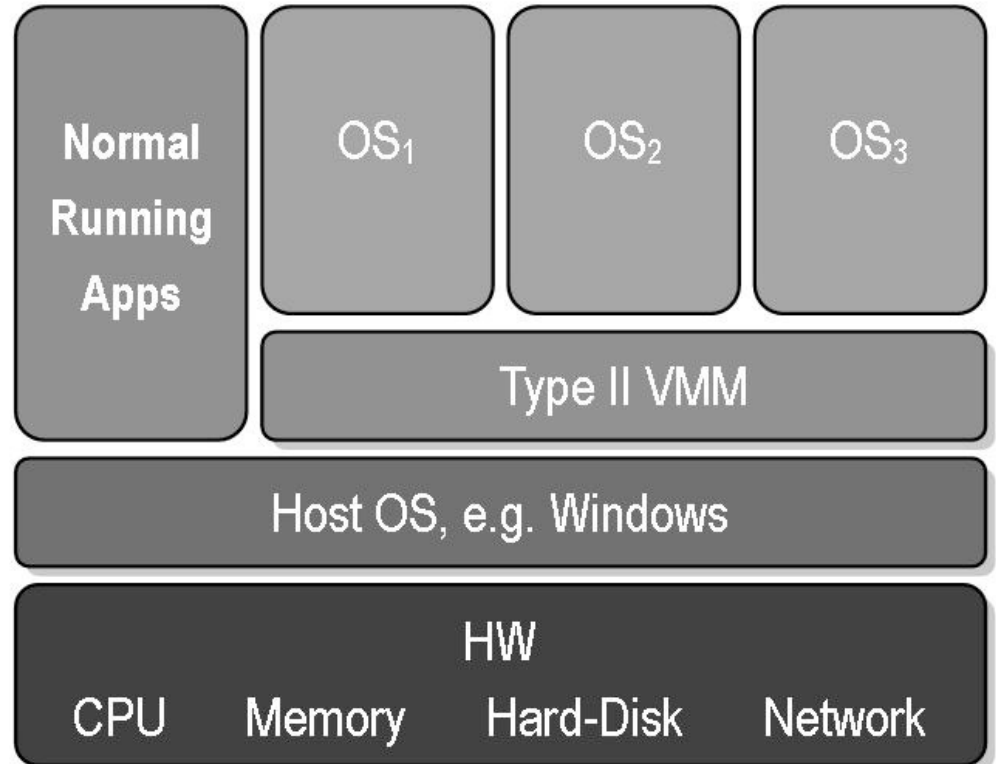 Normal
Running
Apps
OS₁
OS₂
OS₃
Type II VMM
Host OS, e.g. Windows
HW
CPU Memory Hard-Disk Network